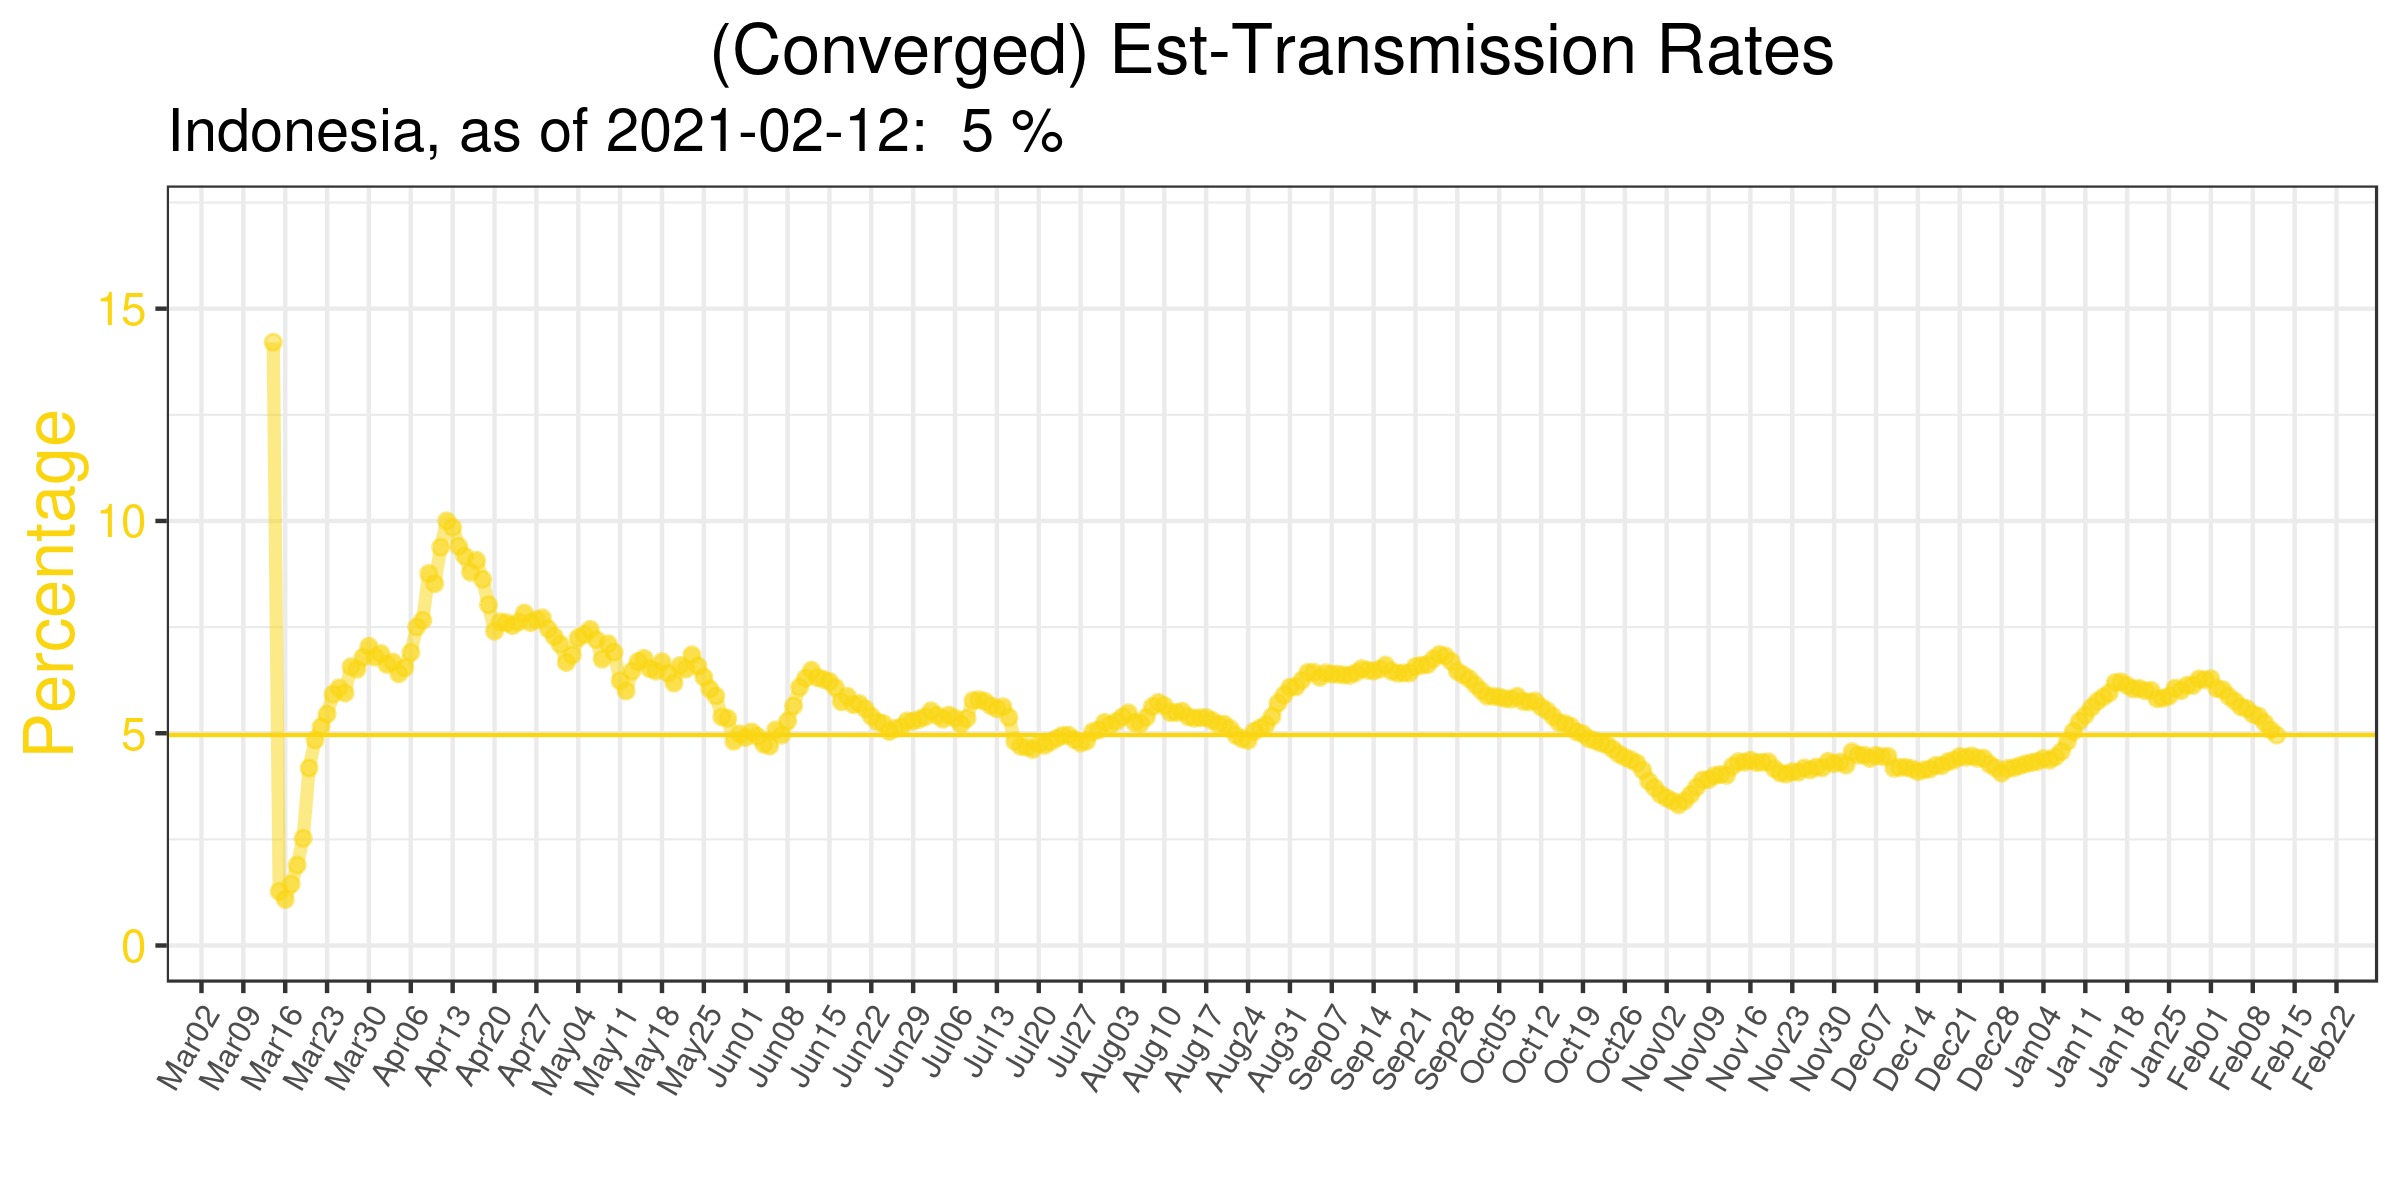 (Converged) Est-Transmission Rates
Indonesia, as of 2021-02-12:  5 %
Percentage
15
10
5
0
Mar02
Mar09
Mar16
Mar23
Mar30
Apr06
Apr13
Apr20
Apr27
May04
May11
May18
May25
Jun01
Jun08
Jun15
Jun22
Jun29
Jul06
Jul13
Jul20
Jul27
Aug03
Aug10
Aug17
Aug24
Aug31
Sep07
Sep14
Sep21
Sep28
Oct05
Oct12
Oct19
Oct26
Nov02
Nov09
Nov16
Nov23
Nov30
Dec07
Dec14
Dec21
Dec28
Jan04
Jan11
Jan18
Jan25
Feb01
Feb08
Feb15
Feb22